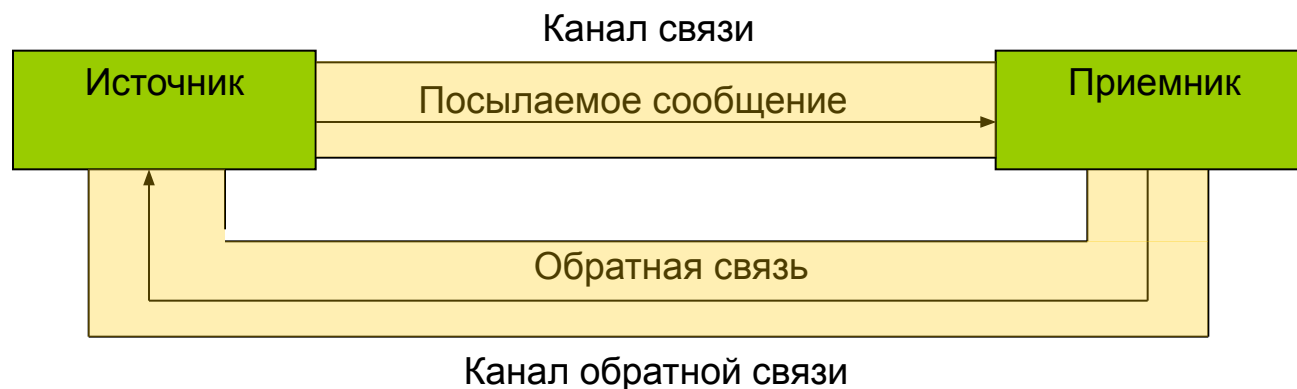 Канал связи
Источник
Посылаемое сообщение
Приемник
Обратная связь
Канал обратной связи